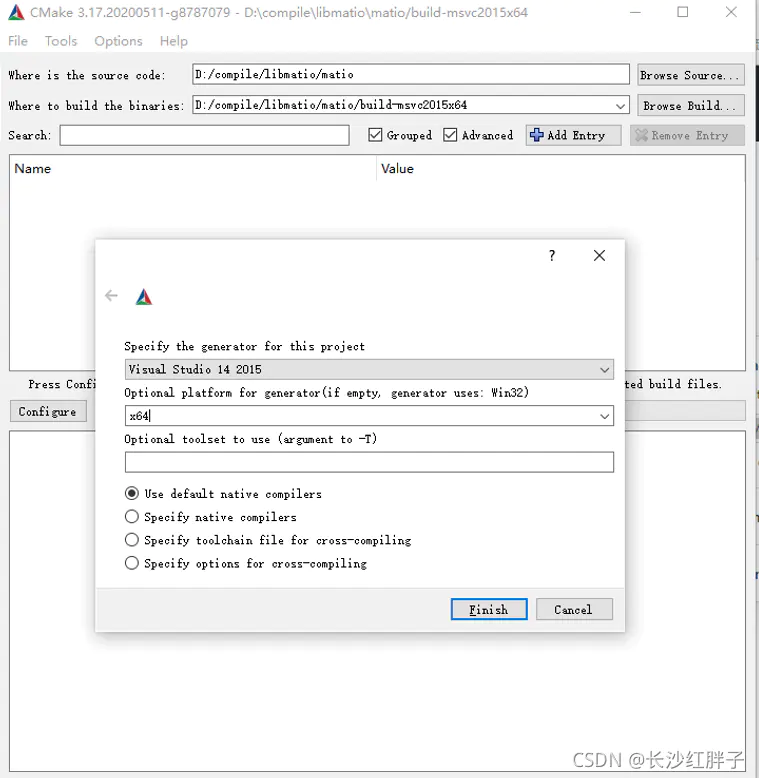 CMake 3.17.20200511-g8787079 - D:\compile\libmatio\matio\build-msvc2015x64
File Tools Options Help
Where is the source code: D:/compile/libmatio/matio Browse Source...
Where to build the binaries: D:/compile/libmatio/matio/build-msvc2015x64 Browse Build...
Search: Grouped Advanced Add Entry Remove Entry
Name Value
?
Specify the generator for this project
Visual Studio 14 2015
Press Confi
ted build files.
Optional platform for generator(if empty, generator uses: Win32)
Configure
x64
Optional toolset to use (argument to -T)
Use default native compilers
Specify native compilers
Specify toolchain file for cross-compiling
Specify options for cross-compiling
Finish Cancel
CSDN @长沙红胖子